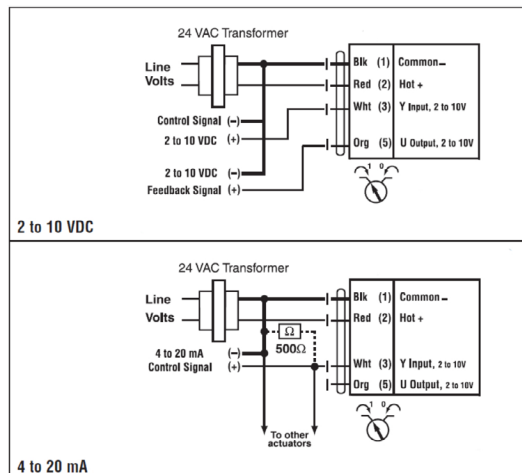 24 VAC Transformer
Line
Volts
Blk (1) Common –
Red (2) Hot +
Wht (3) Y Input, 2 to 10V
Control Signal (–)
2 to 10 VDC (+)
Org (5) U Output, 2 to 10V
2 to 10 VDC (–)
Feedback Signal (+)
1 0
2 to 10 VDC
24 VAC Transformer
Line
Volts
Blk (1) Common –
Red (2) Hot +
Ω
500Ω
4 to 20 mA (–)
Control Signal (+)
Wht (3) Y Input, 2 to 10V
Org (5) U Output, 2 to 10V
1 0
To other
actuators
4 to 20 mA